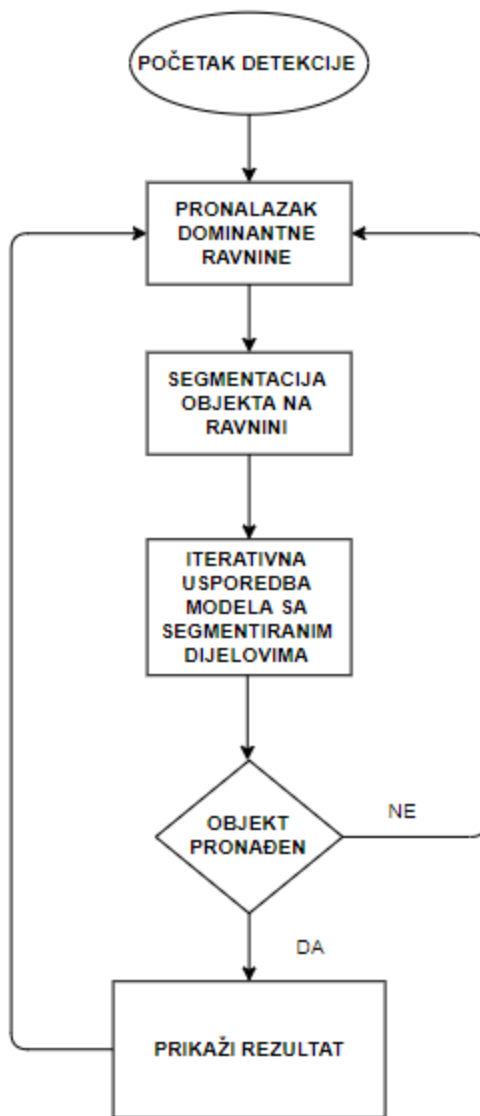 POČETAK DETEKCIJE
PRONALAZAK
DOMINANTNE
RAVNINE
SEGMENTACIJA
OBJEKTA NA
RAVNINI
ITERATIVNA
USPOREDBA
MODELA SA
SEGMENTIRANIM
DIJELOVIMA
OBJEKT
PRONAĐEN
NE
DA
PRIKAŽI REZULTAT